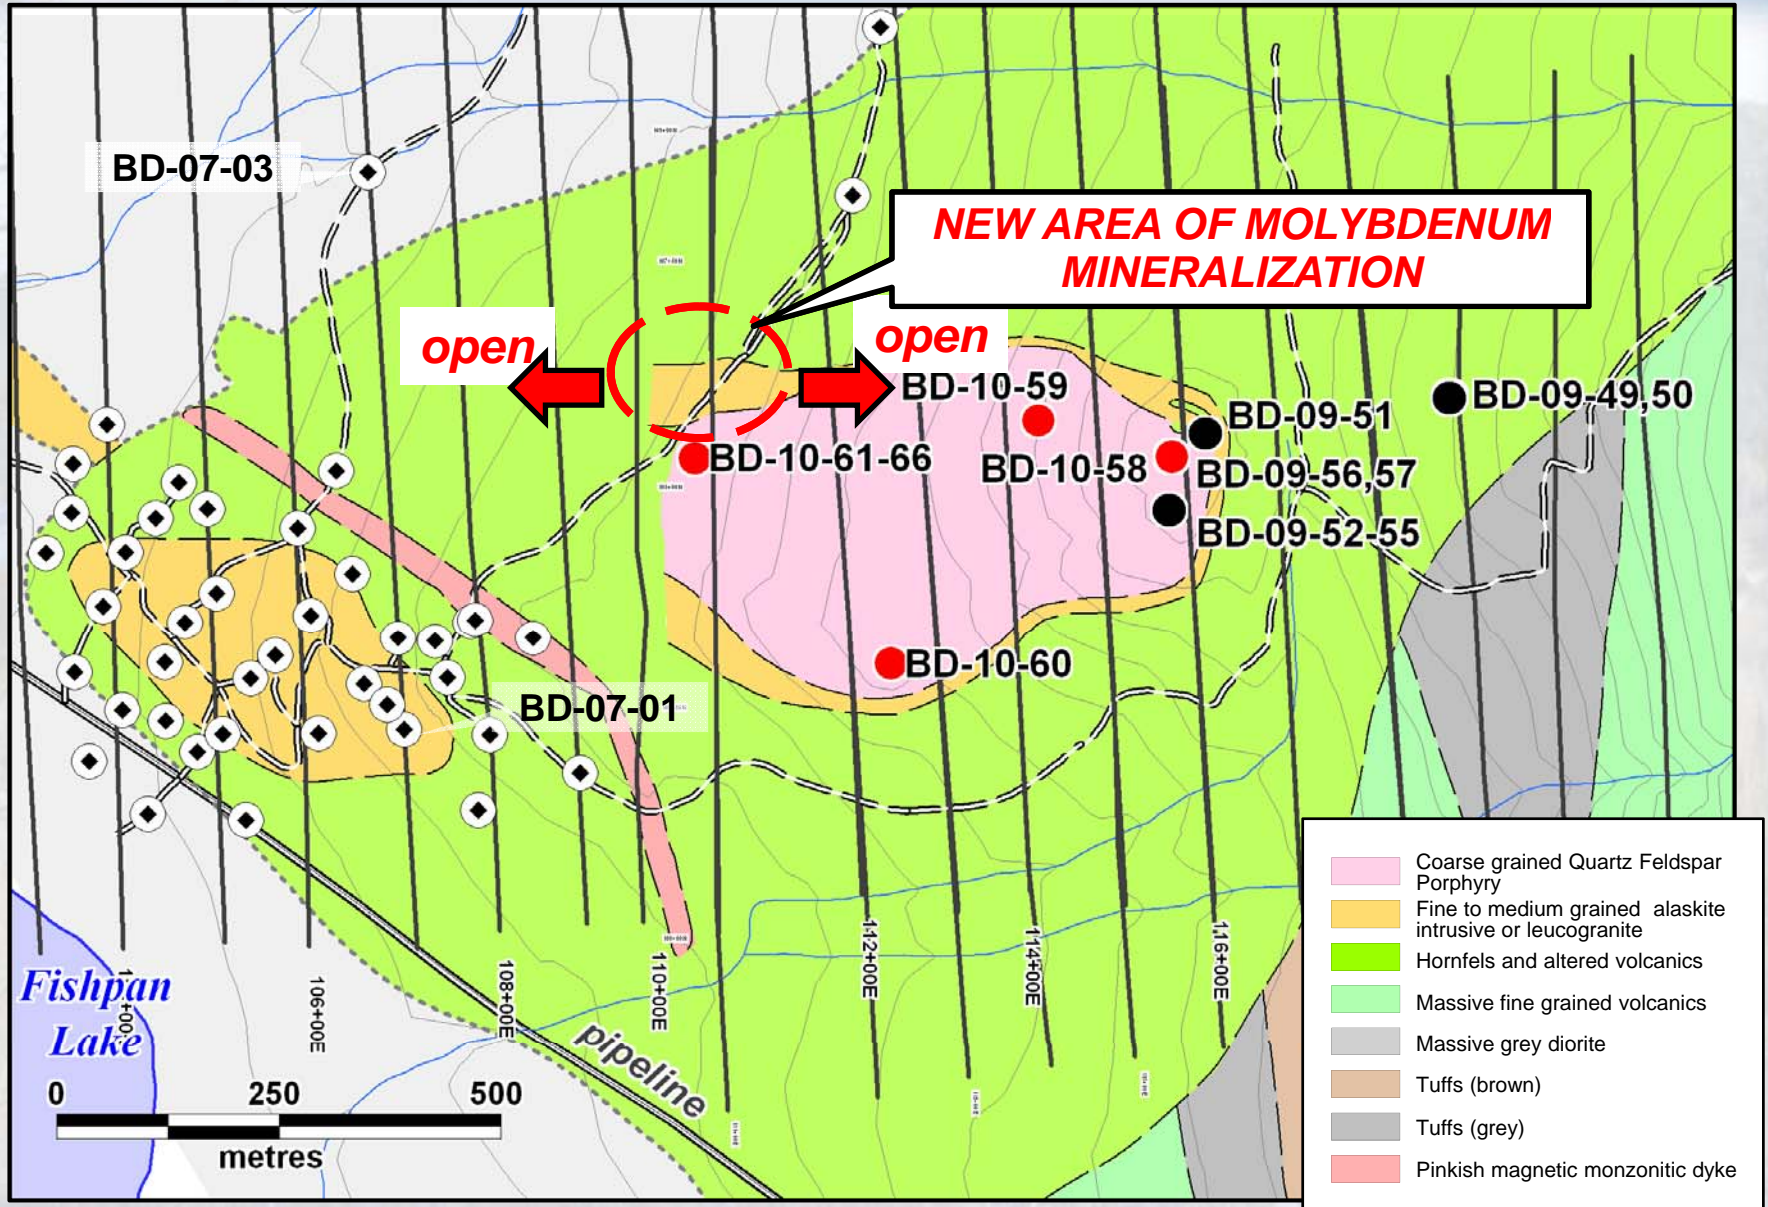 BD-07-03
NEW AREA OF MOLYBDENUM
MINERALIZATION
open
open
BD-10-59
BD-09-49,50
BD-09-51
BD-10-61-66
BD-10-58
BD-09-56,57
BD-09-52-55
BD-10-60
BD-07-01
112+00E
114+00E
116+00E
110+00E
108+00E
106+00E
Fishpan
Lake
pipeline
0 250 500
metres
Coarse grained Quartz Feldspar
Porphyry
Fine to medium grained alaskite
intrusive or leucogranite
Hornfels and altered volcanics
Massive fine grained volcanics
Massive grey diorite
Tuffs (brown)
Tuffs (grey)
Pinkish magnetic monzonitic dyke